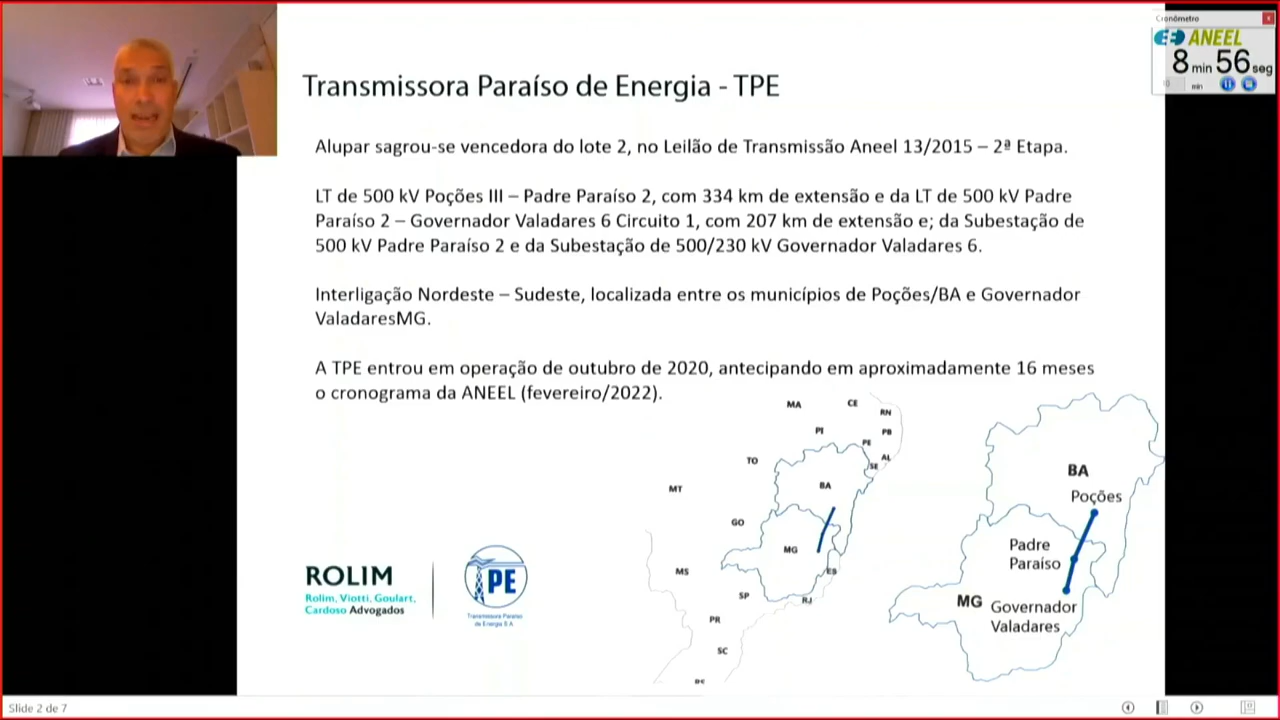 Cronômetro
ANEEL
8 min 56 seg
min
Transmissora Paraíso de Energia - TPE
Alupar sagrou-se vencedora do lote 2, no Leilão de Transmissão Aneel 13/2015 – 2ª Etapa.
LT de 500 kV Poções III – Padre Paraíso 2, com 334 km de extensão e da LT de 500 kV Padre
Paraíso 2 – Governador Valadares 6 Circuito 1, com 207 km de extensão e; da Subestação de
500 kV Padre Paraíso 2 e da Subestação de 500/230 kV Governador Valadares 6.
Interligação Nordeste – Sudeste, localizada entre os municípios de Poções/BA e Governador
ValadaresMG.
A TPE entrou em operação de outubro de 2020, antecipando em aproximadamente 16 meses
o cronograma da ANEEL (fevereiro/2022).
MA
CE
RN
PI
PB
PE
AL
SE
TO
BA
MT
GO
MG
MS
ES
SP
RJ
PR
SC
BA
Poções
Padre
Paraíso
MG
Governador
Valadares
ROLIM
Rolim, Viotti, Goulart,
Cardoso Advogados
TPE
Transmissora Paraíso
de Energia S.A
Slide 2 de 7